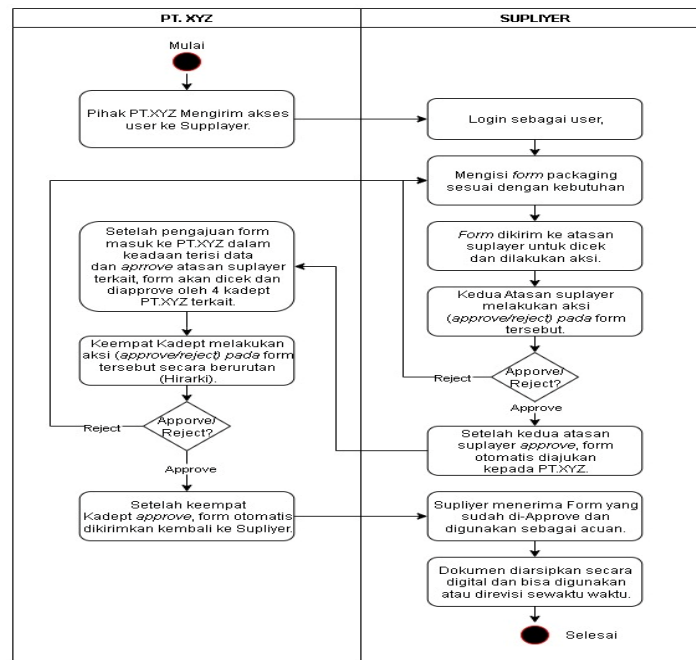 PT. XYZ
SUPLIYER
Mulai
Pihak PT.XYZ Mengirim akses
user ke Supplayer.
Login sebagai user,
Mengisi form packaging
sesuai dengan kebutuhan
Form dikirim ke atasan
suplayer untuk dicek
dan dilakukan aksi.
Kedua Atasan suplayer
melakukan aksi
(approve/reject) pada form
tersebut.
Apporve/
Reject?
Reject
Approve
Setelah kedua atasan
suplayer approve, form
otomatis diajukan
kepada PT.XYZ.
Setelah pengajuan form
masuk ke PT.XYZ dalam
keadaan terisi data
dan aprrove atasan suplayer
terkait, form akan dicek dan
diapprove oleh 4 kadept
PT.XYZ terkait.
Keempat Kadept melakukan
aksi (approve/reject) pada form
tersebut secara berurutan
(Hirarki).
Apporve/
Reject?
Reject
Approve
Setelah keempat
Kadept approve, form otomatis
dikirimkan kembali ke Supliyer.
Supliyer menerima Form yang
sudah di-Approve dan
digunakan sebagai acuan.
Dokumen diarsipkan secara
digital dan bisa digunakan
atau direvisi sewaktu waktu.
Selesai